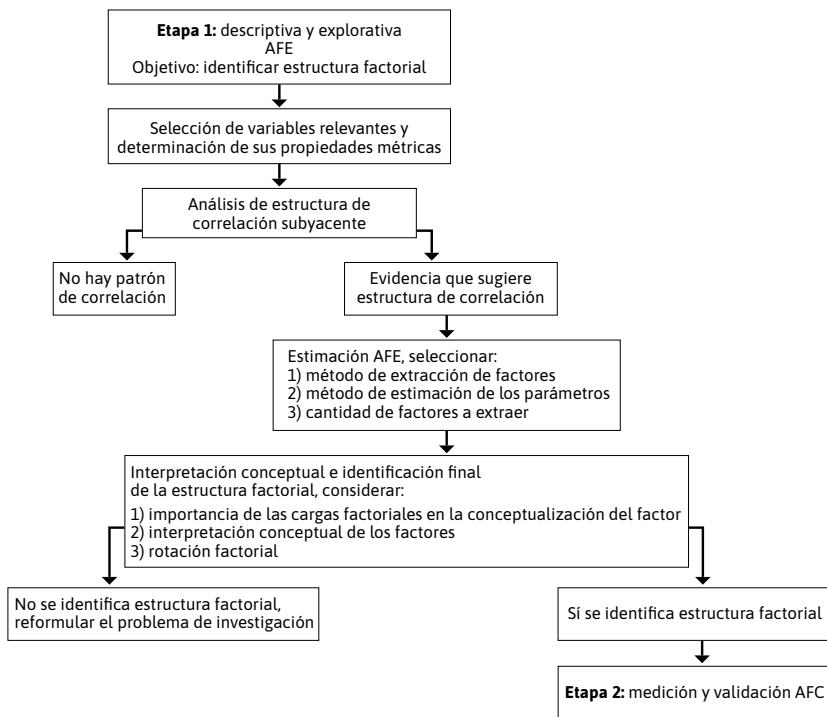 Etapa 1: descriptiva y explorativa
AFE
Objetivo: identificar estructura factorial
Selección de variables relevantes y
determinación de sus propiedades métricas
Análisis de estructura de
correlación subyacente
No hay patrón
de correlación
Evidencia que sugiere
estructura de correlación
Estimación AFE, seleccionar:
1) método de extracción de factores
2) método de estimación de los parámetros
3) cantidad de factores a extraer
Interpretación conceptual e identificación final
de la estructura factorial, considerar:
1) importancia de las cargas factoriales en la conceptualización del factor
2) interpretación conceptual de los factores
3) rotación factorial
No se identifica estructura factorial,
reformular el problema de investigación
Sí se identifica estructura factorial
Etapa 2: medición y validación AFC